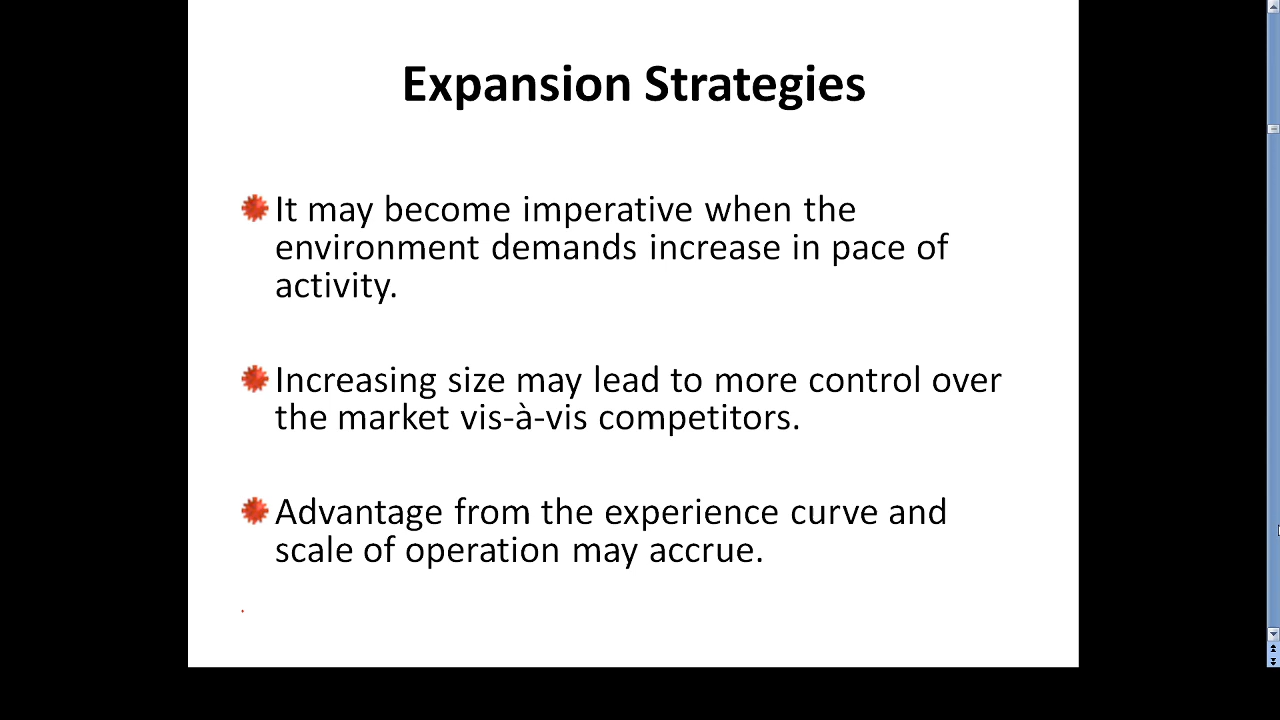 Expansion Strategies
It may become imperative when the
environment demands increase in pace of
activity.
Increasing size may lead to more control over
the market vis-à-vis competitors.
Advantage from the experience curve and
scale of operation may accrue.